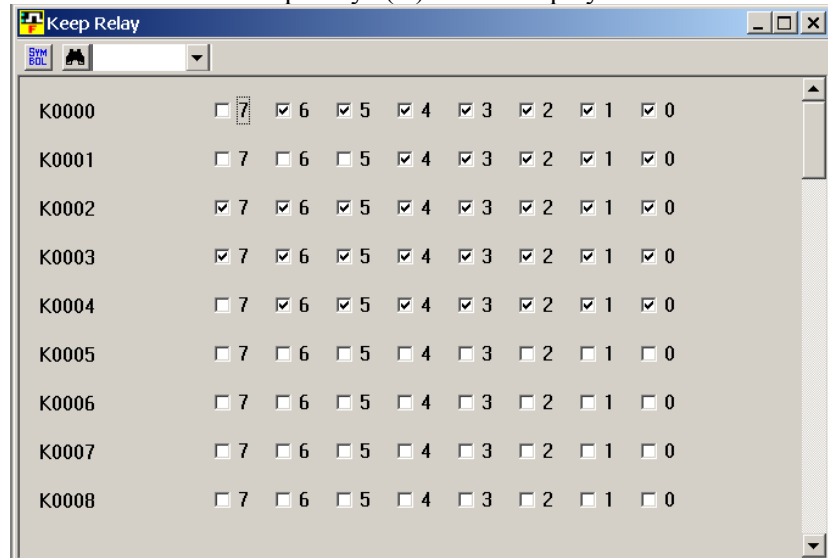 Keep Relay
SYM BOL
K0000 7 6 5 4 3 2 1 0
K0001 7 6 5 4 3 2 1 0
K0002 7 6 5 4 3 2 1 0
K0003 7 6 5 4 3 2 1 0
K0004 7 6 5 4 3 2 1 0
K0005 7 6 5 4 3 2 1 0
K0006 7 6 5 4 3 2 1 0
K0007 7 6 5 4 3 2 1 0
K0008 7 6 5 4 3 2 1 0